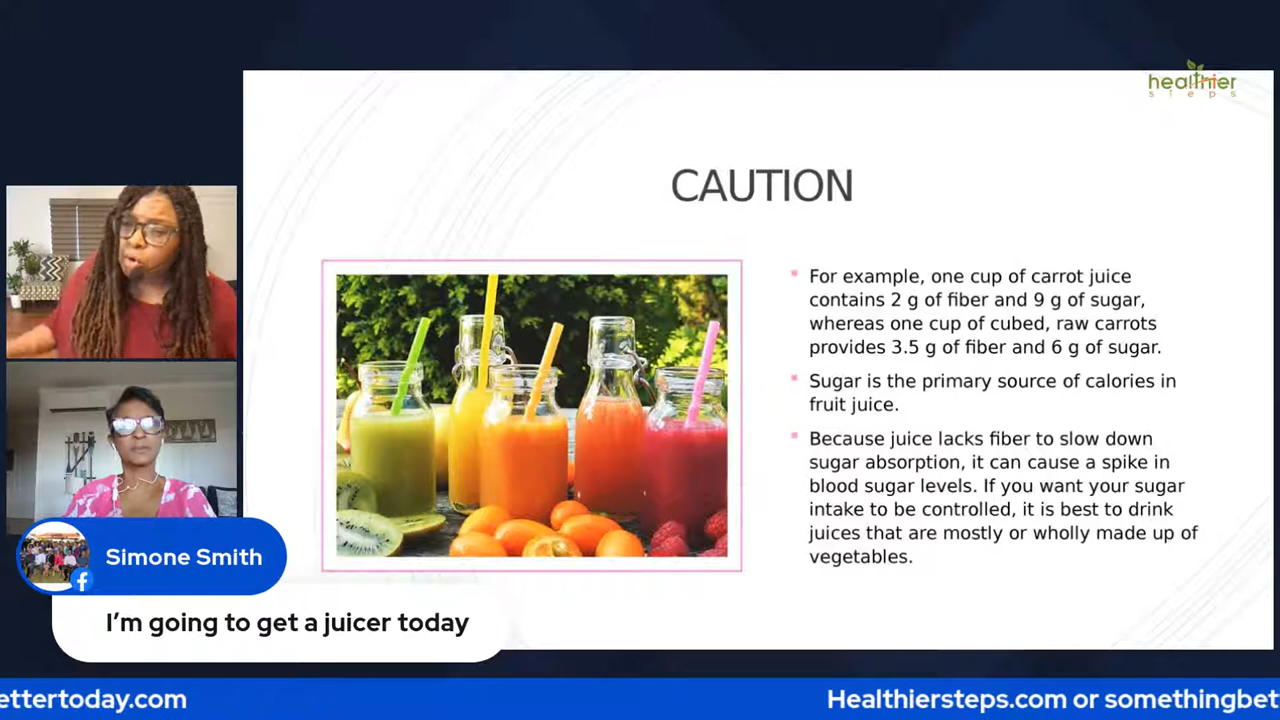 healthier
steps
CAUTION
For example, one cup of carrot juice
contains 2 g of fiber and 9 g of sugar,
whereas one cup of cubed, raw carrots
provides 3.5 g of fiber and 6 g of sugar.
Sugar is the primary source of calories in
fruit juice.
Because juice lacks fiber to slow down
sugar absorption, it can cause a spike in
blood sugar levels. If you want your sugar
intake to be controlled, it is best to drink
juices that are mostly or wholly made up of
vegetables.
Simone Smith
I’m going to get a juicer today
ettertoday.com
Healthiersteps.com or somethingbet